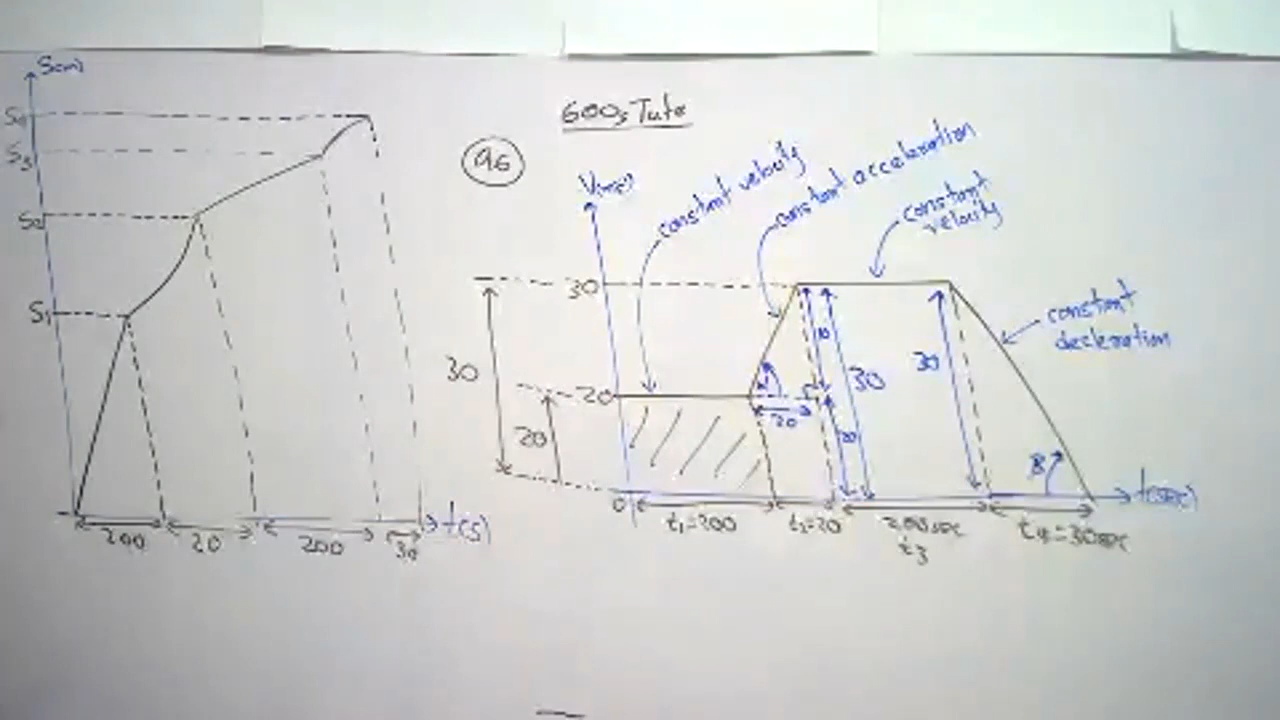 S(m)
S4
S3
S2
S1
200
20
200
30
t(s)
600s Tute
Q6
V(m/s)
constant velocity
constant acceleration
constant
velocity
constant
decleration
30
20
30
20
20
10
20
30
30
B
0
t1=200
t2=20
200sec
t3
t4=30sec
t(sec)